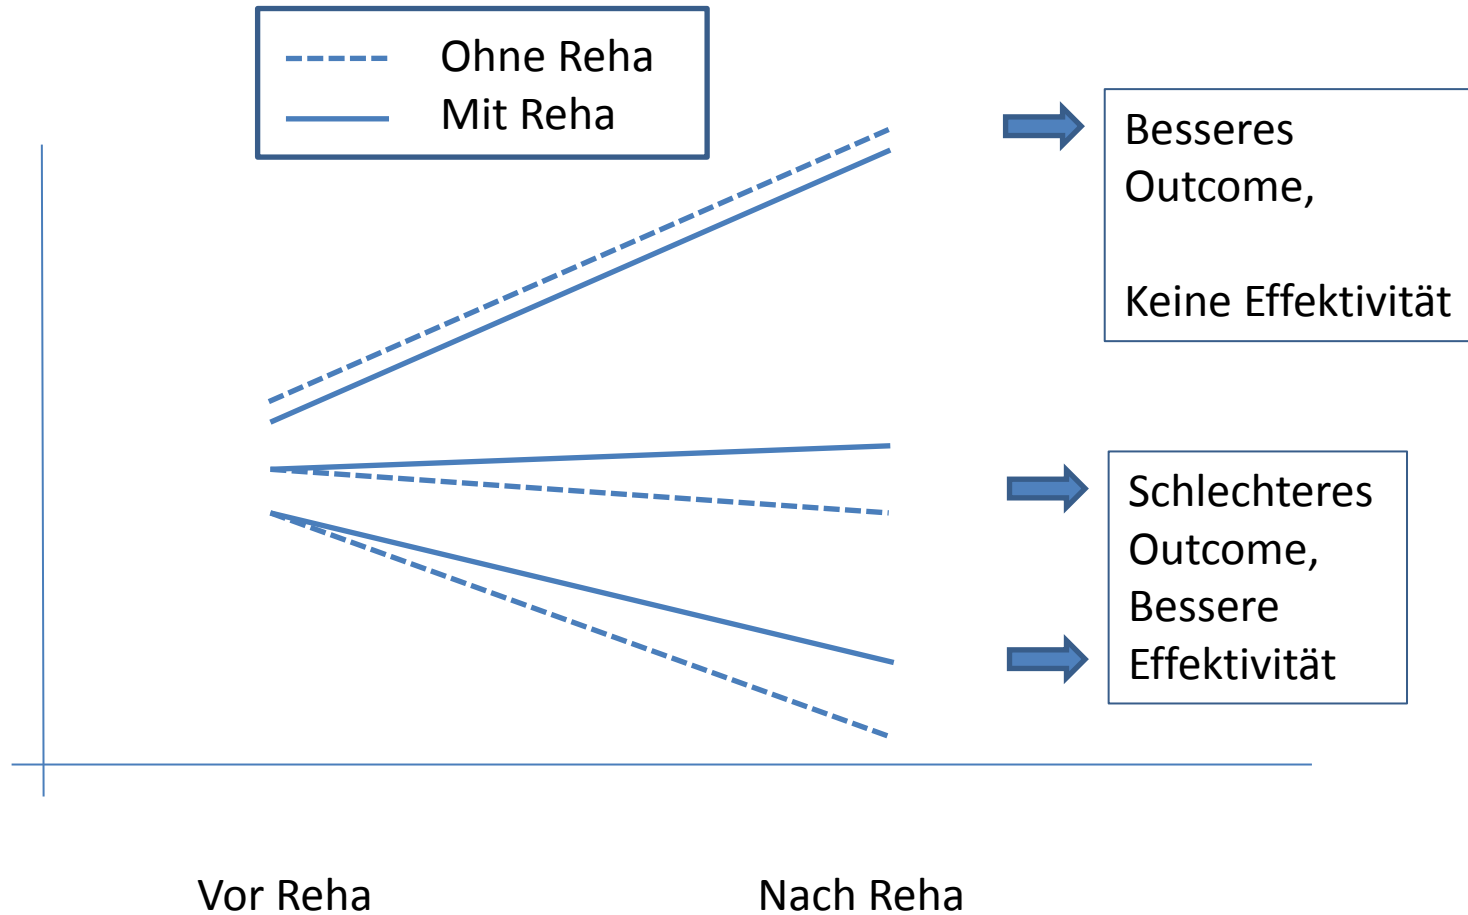 Ohne Reha
Mit Reha
Besseres
Outcome,
Keine Effektivität
Schlechteres
Outcome,
Bessere
Effektivität
Vor Reha
Nach Reha